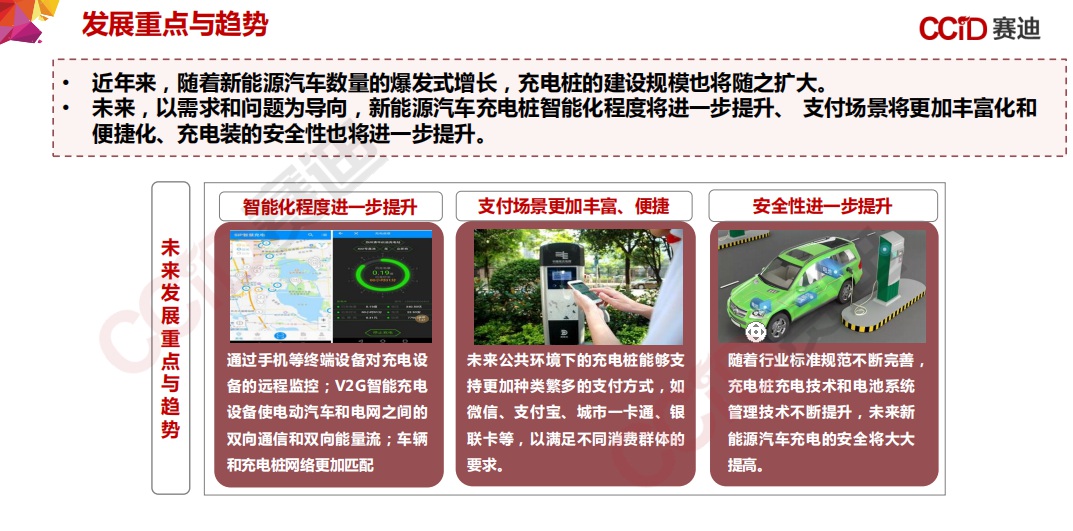 发展重点与趋势
CCID 赛迪
• 近年来，随着新能源汽车数量的爆发式增长，充电桩的建设规模也将随之扩大。
• 未来，以需求和问题为导向，新能源汽车充电桩智能化程度将进一步提升、 支付场景将更加丰富化和
便捷化、充电装的安全性也将进一步提升。
未来发展重点与趋势
智能化程度进一步提升
通过手机等终端设备对充电设
备的远程监控；V2G智能充电
设备使电动汽车和电网之间的
双向通信和双向能量流；车辆
和充电桩网络更加匹配
支付场景更加丰富、便捷
未来公共环境下的充电桩能够支
持更加种类繁多的支付方式，如
微信、支付宝、城市一卡通、银
联卡等，以满足不同消费群体的
要求。
安全性进一步提升
随着行业标准规范不断完善，
充电桩充电技术和电池系统
管理技术不断提升，未来新
能源汽车充电的安全将大大
提高。
CCID赛迪